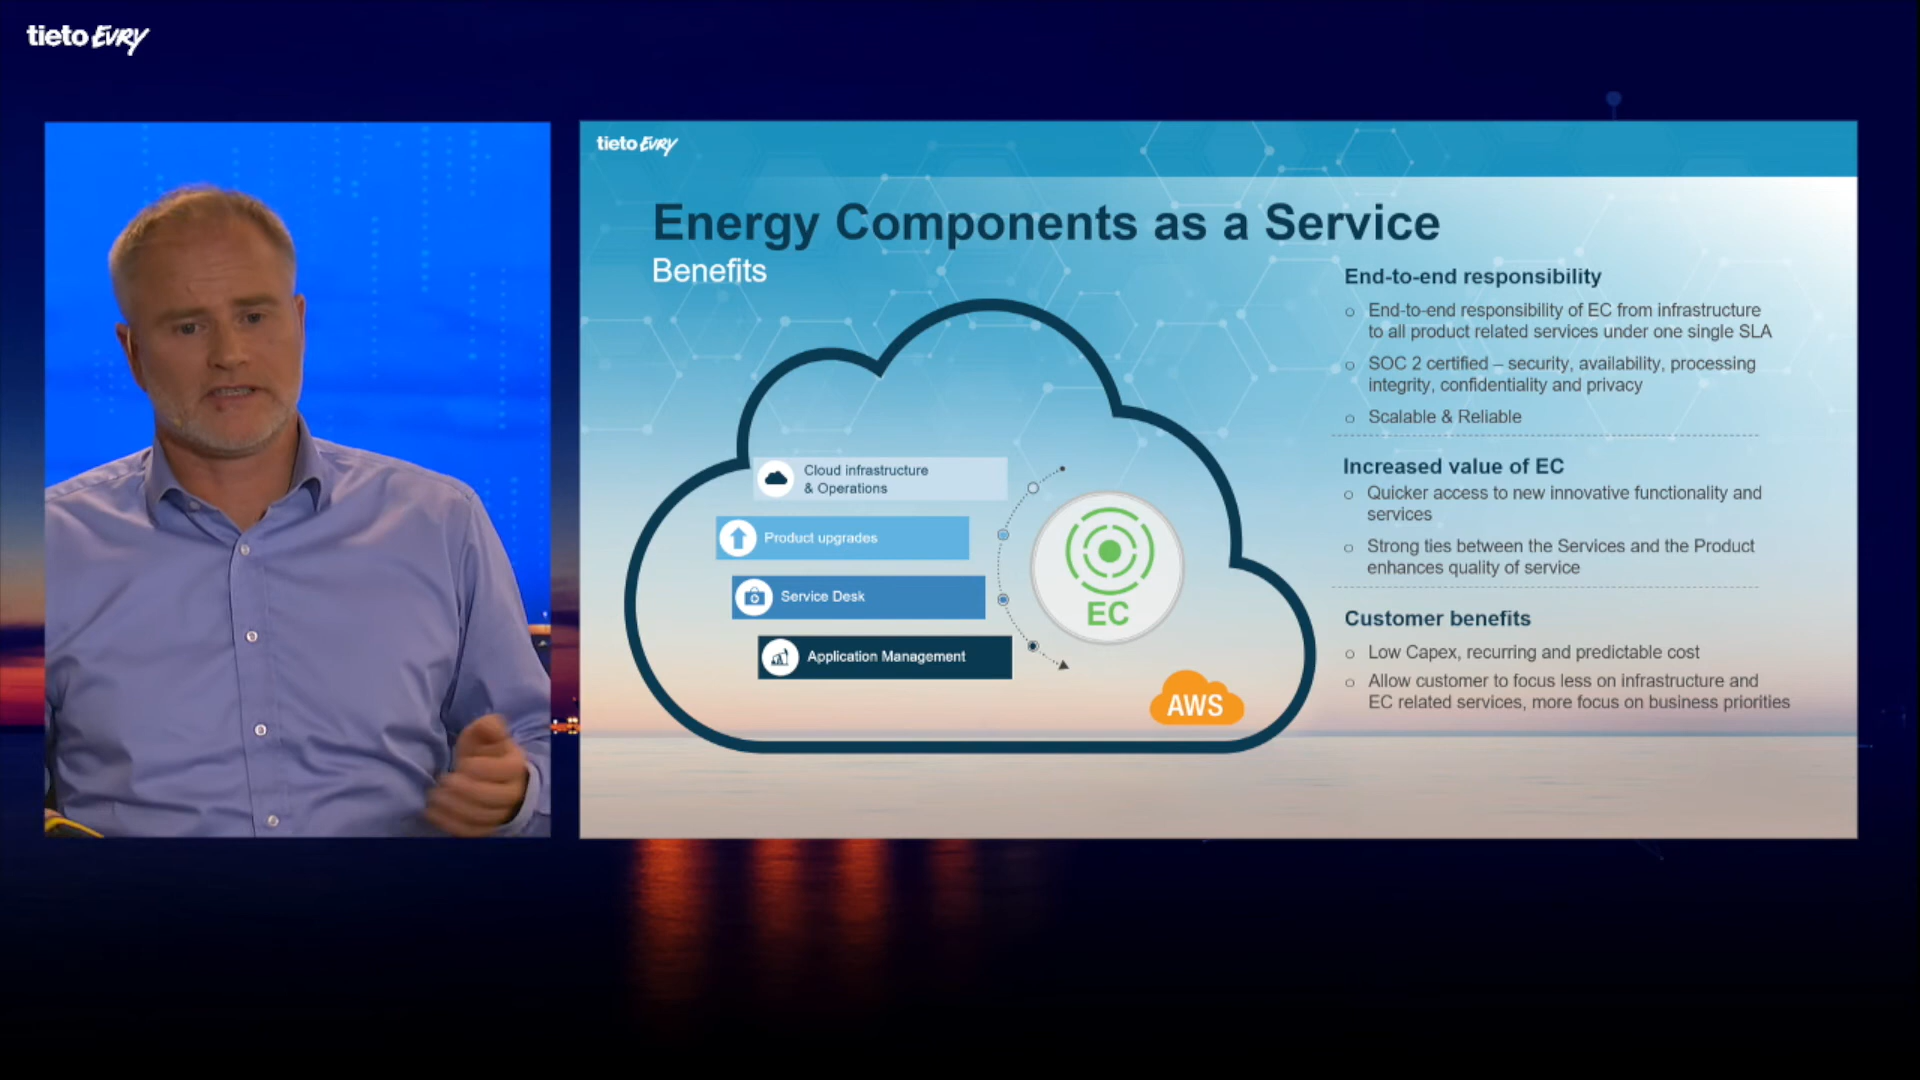 tieto EVRY
tieto EVRY
Energy Components as a Service
Benefits
Cloud infrastructure
& Operations
Product upgrades
Service Desk
Application Management
EC
AWS
End-to-end responsibility
End-to-end responsibility of EC from infrastructure
to all product related services under one single SLA
SOC 2 certified – security, availability, processing
integrity, confidentiality and privacy
Scalable & Reliable
Increased value of EC
Quicker access to new innovative functionality and
services
Strong ties between the Services and the Product
enhances quality of service
Customer benefits
Low Capex, recurring and predictable cost
Allow customer to focus less on infrastructure and
EC related services, more focus on business priorities